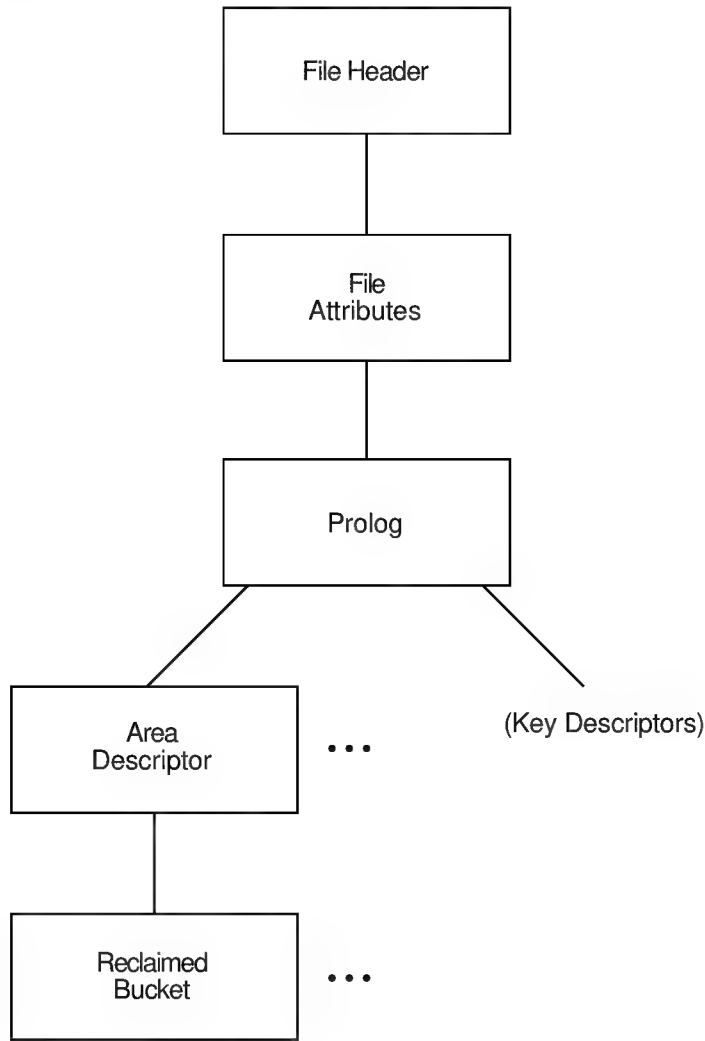 File Header
File
Attributes
Prolog
Area
Descriptor
•••
(Key Descriptors)
Reclaimed
Bucket
•••